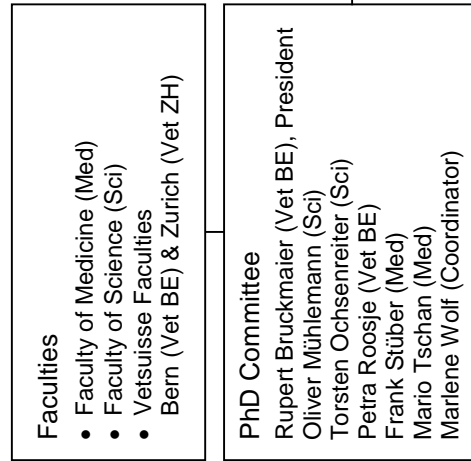 Faculties
• Faculty of Medicine (Med)
• Faculty of Science (Sci)
• Vetsuisse Faculties
Bern (Vet BE) & Zurich (Vet ZH)
PhD Committee
Rupert Bruckmaier (Vet BE), President
Oliver Mühlemann (Sci)
Torsten Ochsenreiter (Sci)
Petra Roosje (Vet BE)
Frank Stüber (Med)
Mario Tschan (Med)
Marlene Wolf (Coordinator)